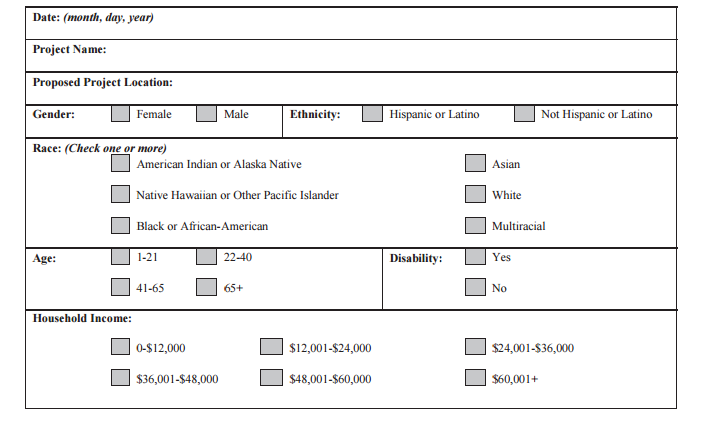 Date: (month, day, year)
Project Name:
Proposed Project Location:
Gender: Female Male Ethnicity: Hispanic or Latino Not Hispanic or Latino
Race: (Check one or more)
American Indian or Alaska Native Asian
Native Hawaiian or Other Pacific Islander White
Black or African-American Multiracial
Age: 1-21 22-40 Disability: Yes
41-65 65+ No
Household Income:
0-$12,000 $12,001-$24,000 $24,001-$36,000
$36,001-$48,000 $48,001-$60,000 $60,001+